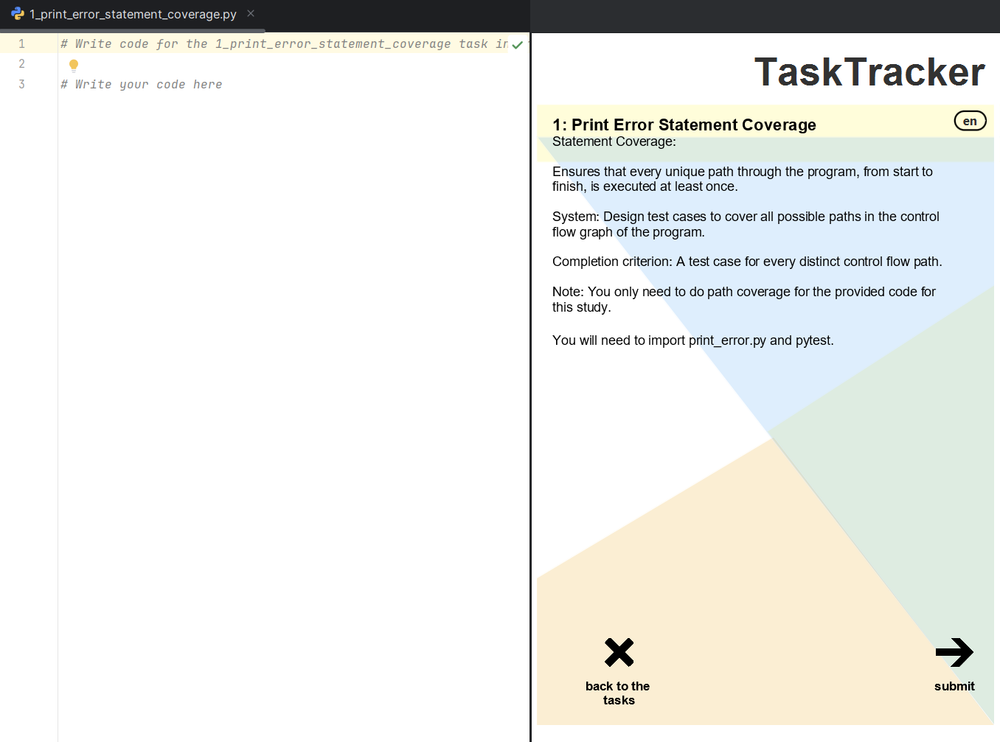 1_print_error_statement_coverage.py
1 # Write code for the 1_print_error_statement_coverage task in
2
3 # Write your code here
TaskTracker
1: Print Error Statement Coverage
en
Statement Coverage:
Ensures that every unique path through the program, from start to
finish, is executed at least once.
System: Design test cases to cover all possible paths in the control
flow graph of the program.
Completion criterion: A test case for every distinct control flow path.
Note: You only need to do path coverage for the provided code for
this study.
You will need to import print_error.py and pytest.
back to the
tasks
submit